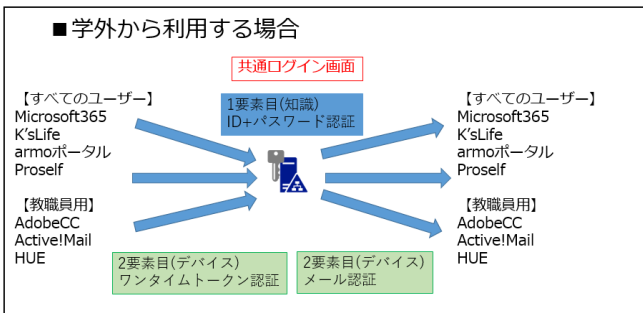 ■学外から利用する場合
共通ログイン画面
【すべてのユーザー】
Microsoft365
K'sLife
armoポータル
Proself
【教職員用】
AdobeCC
Active!Mail
HUE
1要素目(知識)
ID+パスワード認証
2要素目(デバイス)
ワンタイムトークン認証
2要素目(デバイス)
メール認証
【すべてのユーザー】
Microsoft365
K'sLife
armoポータル
Proself
【教職員用】
AdobeCC
Active!Mail
HUE